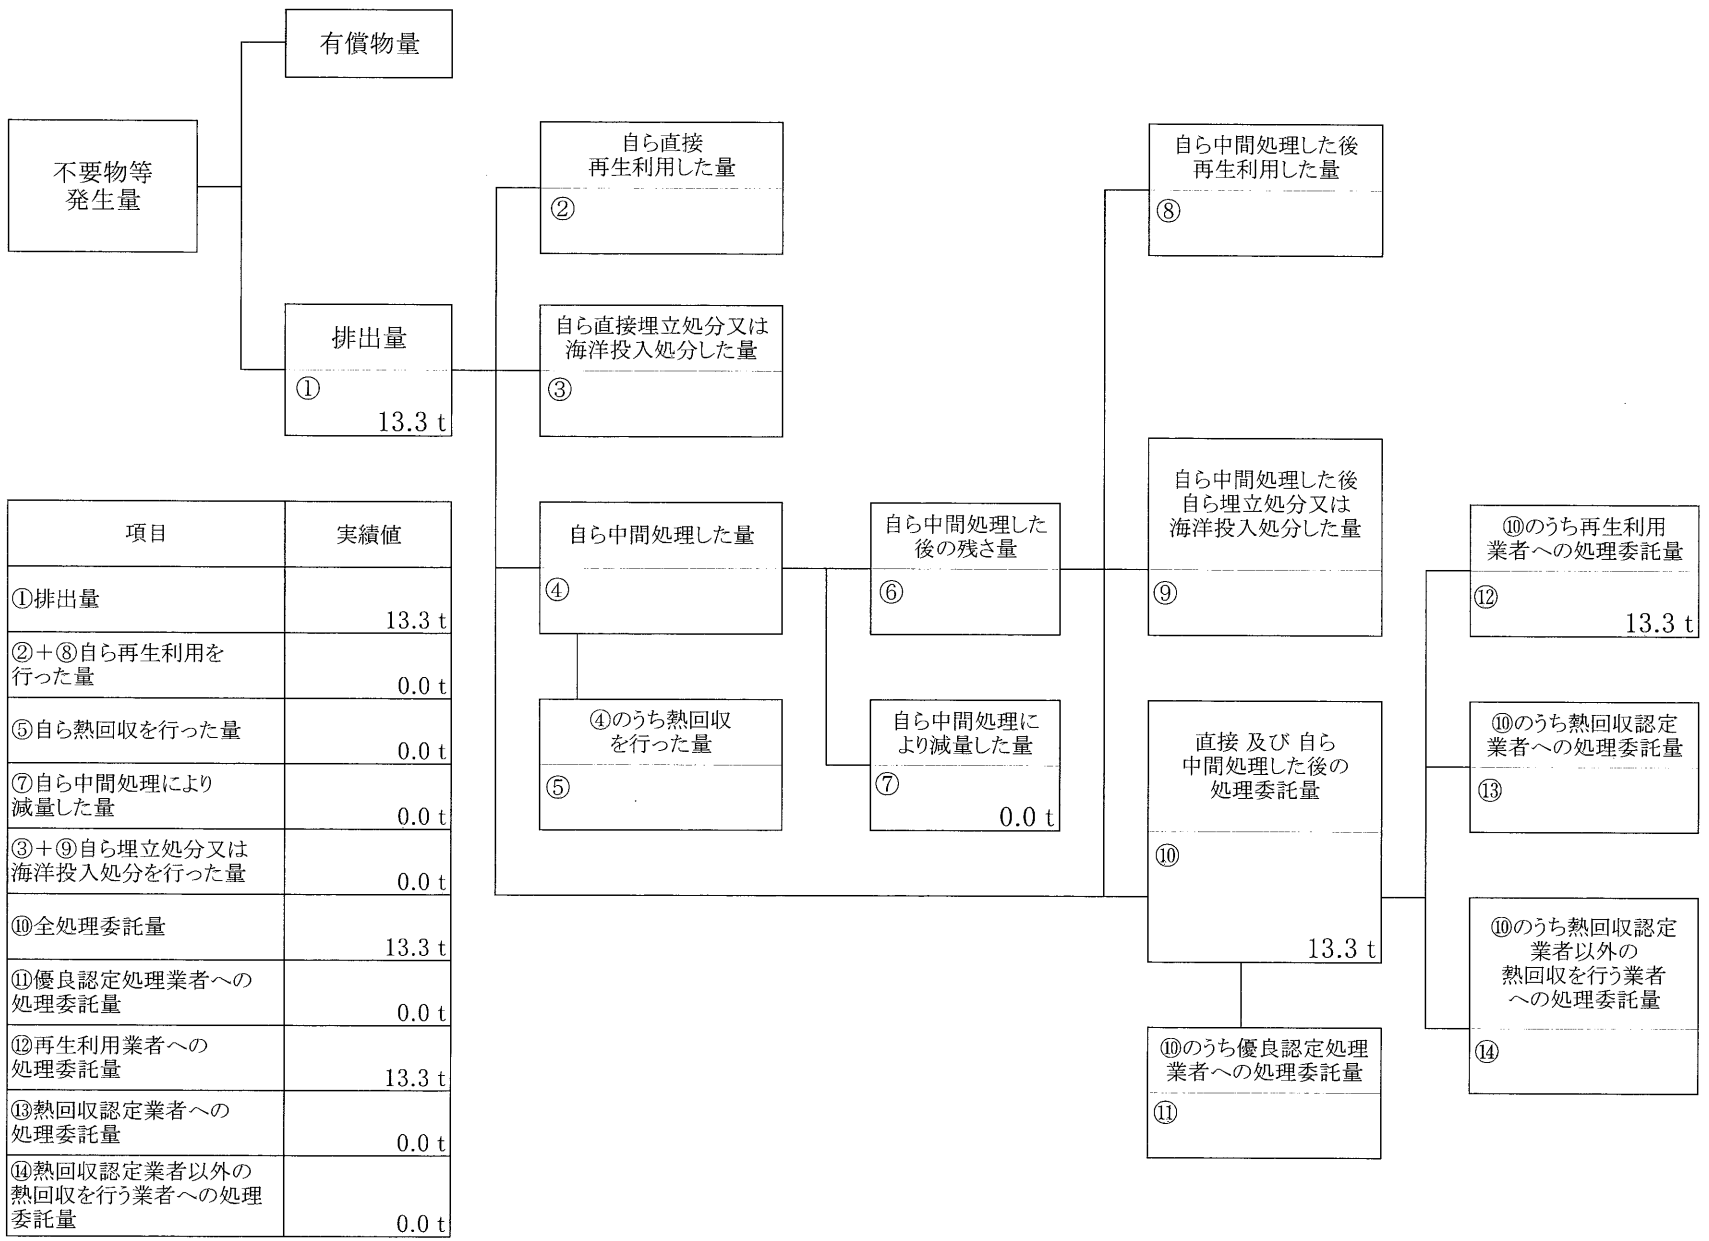 有償物量
不要物等
発生量
排出量
①
13.3 t
自ら直接
再生利用した量
②
自ら直接埋立処分又は
海洋投入処分した量
③
自ら中間処理した量
④
④のうち熱回収
を行った量
⑤
自ら中間処理した
後の残さ量
⑥
自ら中間処理に
より減量した量
⑦
0.0 t
自ら中間処理した後
再生利用した量
⑧
自ら中間処理した後
自ら埋立処分又は
海洋投入処分した量
⑨
直接 及び 自ら
中間処理した後の
処理委託量
⑩
13.3 t
⑩のうち優良認定処理
業者への処理委託量
⑪
⑩のうち再生利用
業者への処理委託量
⑫
13.3 t
⑩のうち熱回収認定
業者への処理委託量
⑬
⑩のうち熱回収認定
業者以外の
熱回収を行う業者
への処理委託量
⑭
項目 実績値
①排出量
13.3 t
②＋⑧自ら再生利用を
行った量
0.0 t
⑤自ら熱回収を行った量
0.0 t
⑦自ら中間処理により
減量した量
0.0 t
③＋⑨自ら埋立処分又は
海洋投入処分を行った量
0.0 t
⑩全処理委託量
13.3 t
⑪優良認定処理業者への
処理委託量
0.0 t
⑫再生利用業者への
処理委託量
13.3 t
⑬熱回収認定業者への
処理委託量
0.0 t
⑭熱回収認定業者以外の
熱回収を行う業者への処理
委託量
0.0 t